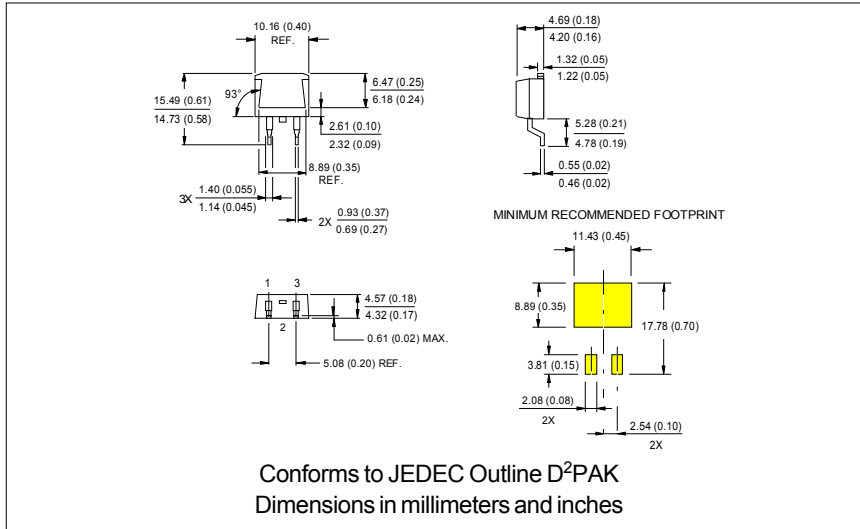 10.16 (0.40)
REF.
15.49 (0.61)
14.73 (0.58)
93°
6.47 (0.25)
6.18 (0.24)
2.61 (0.10)
2.32 (0.09)
8.89 (0.35)
REF.
3X
1.40 (0.055)
1.14 (0.045)
2X
0.93 (0.37)
0.69 (0.27)
4.69 (0.18)
4.20 (0.16)
1.32 (0.05)
1.22 (0.05)
5.28 (0.21)
4.78 (0.19)
0.55 (0.02)
0.46 (0.02)
1
3
2
4.57 (0.18)
4.32 (0.17)
0.61 (0.02) MAX.
5.08 (0.20) REF.
MINIMUM RECOMMENDED FOOTPRINT
11.43 (0.45)
8.89 (0.35)
17.78 (0.70)
3.81 (0.15)
2.08 (0.08)
2X
2.54 (0.10)
2X
Conforms to JEDEC Outline D²PAK
Dimensions in millimeters and inches